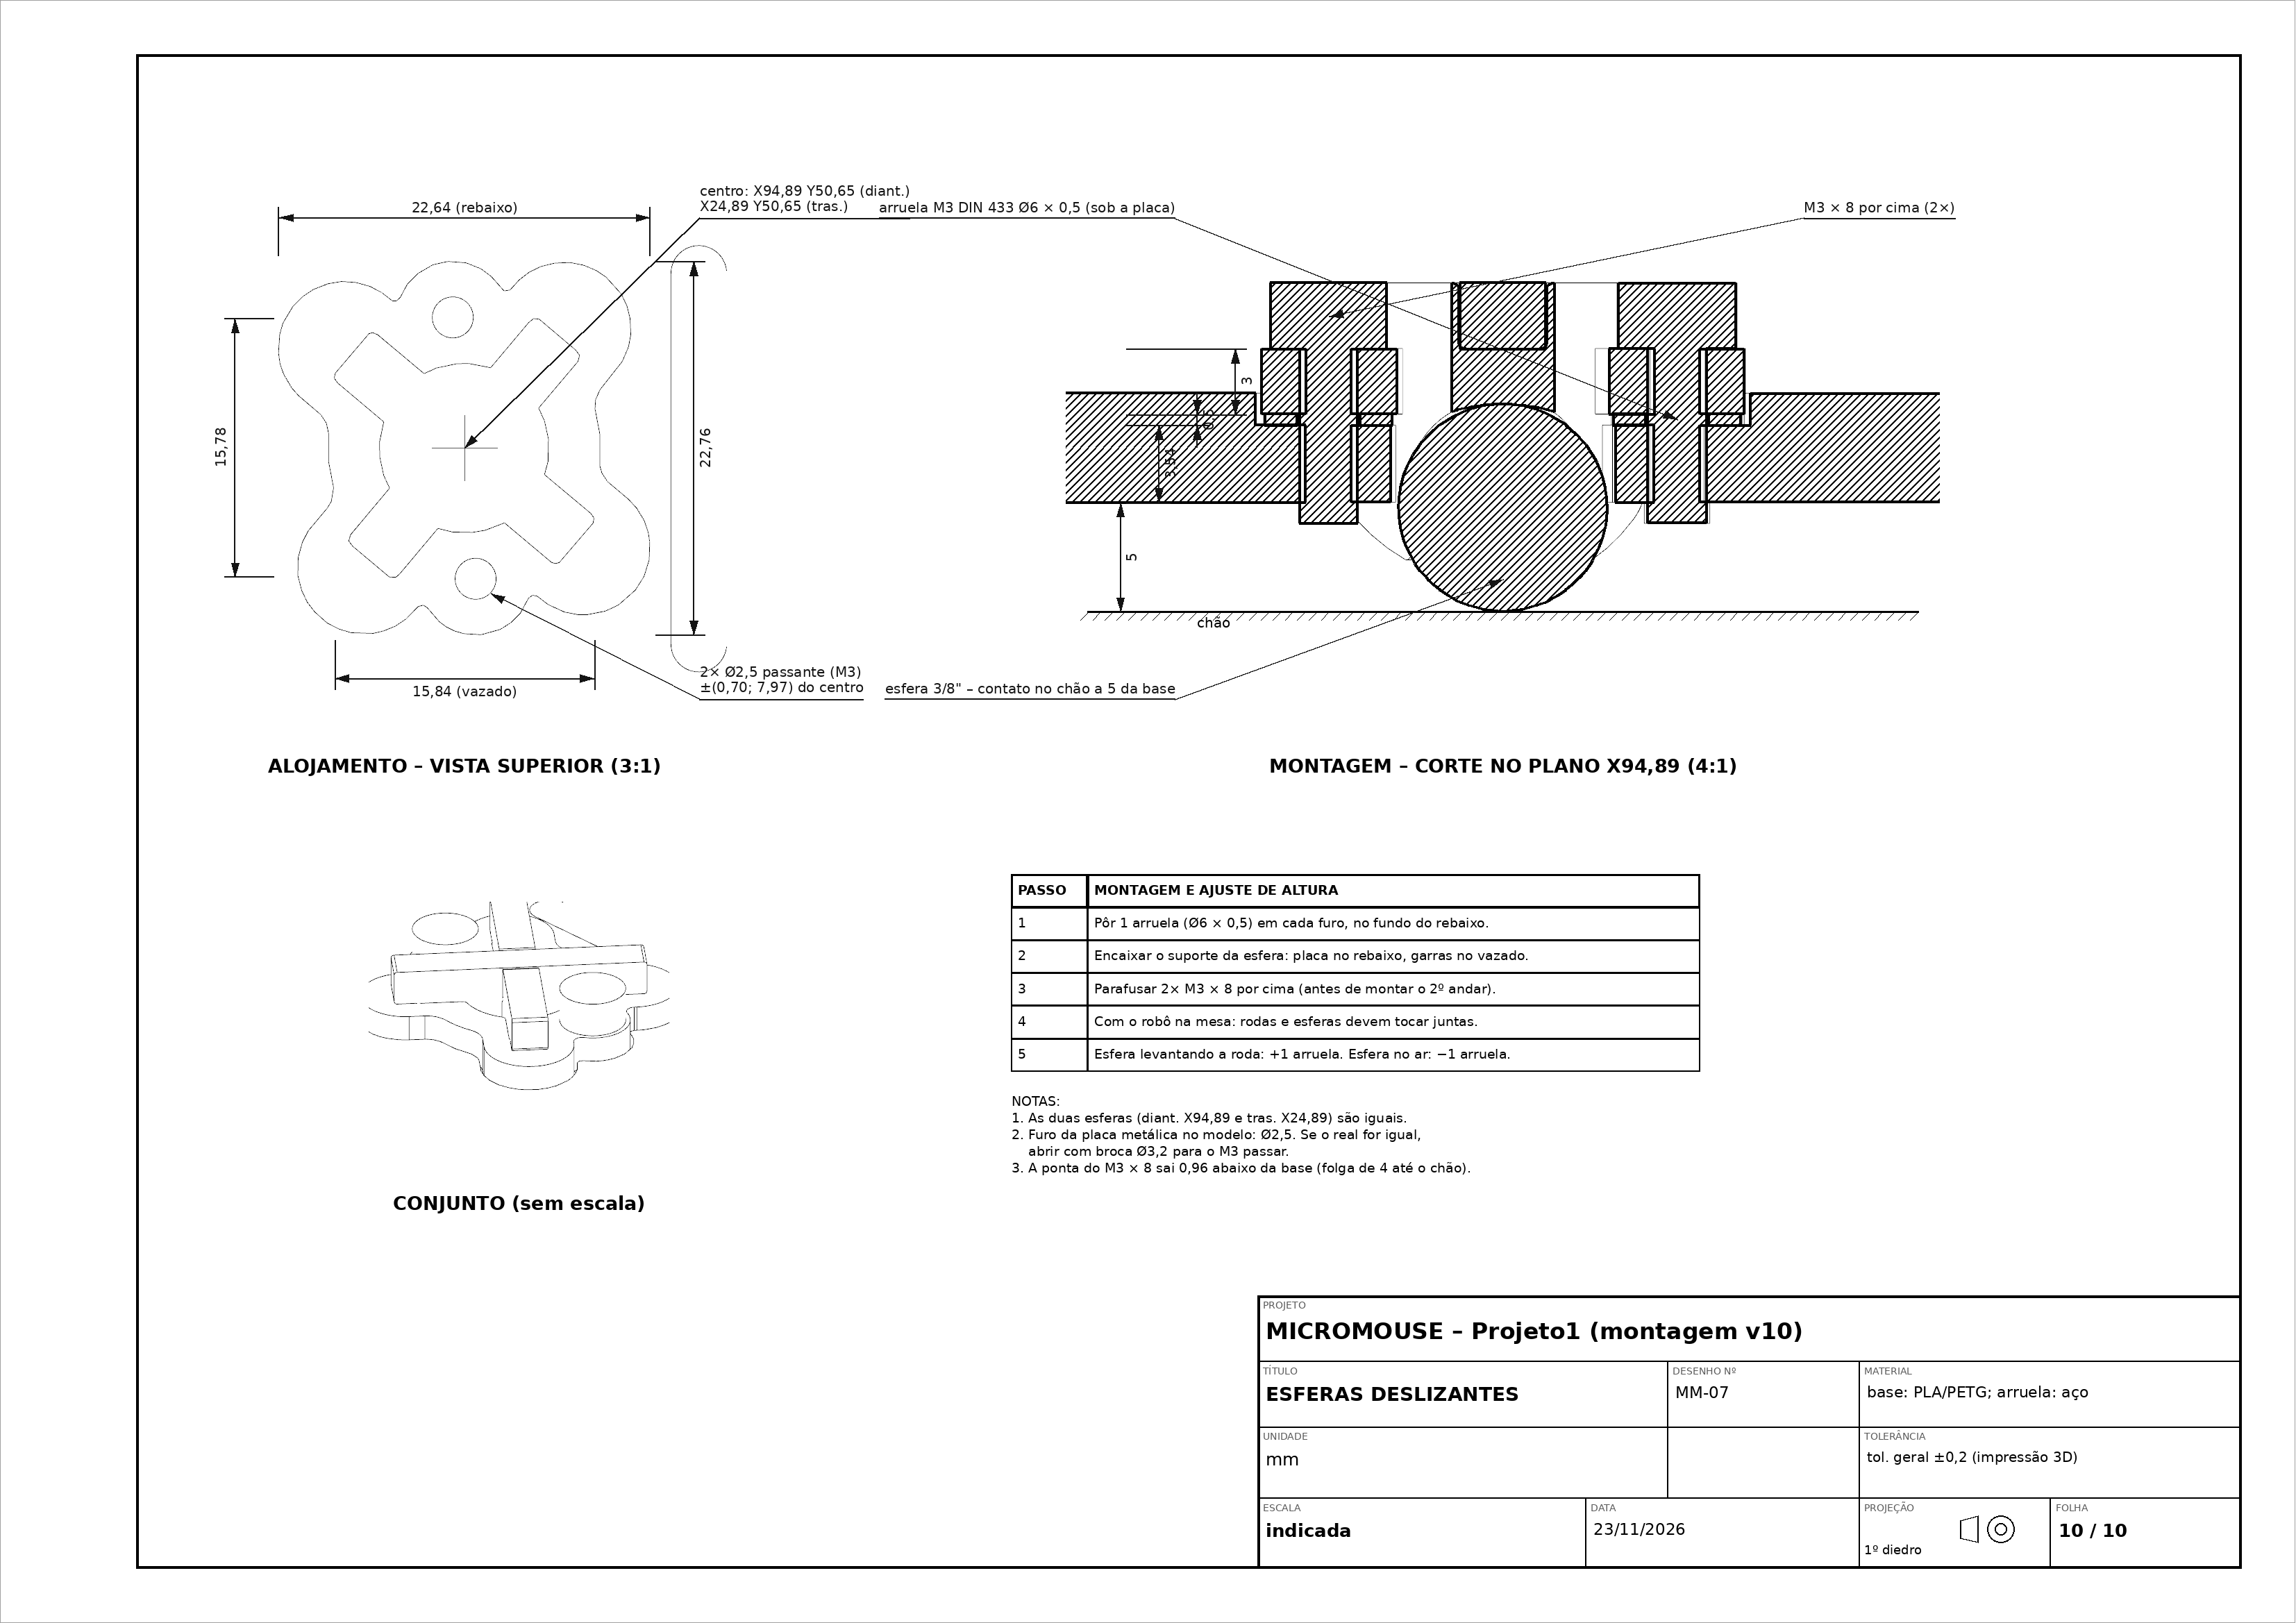 centro: X94,89 Y50,65 (diant.)
X24,89 Y50,65 (tras.)
arruela M3 DIN 433 Ø6 × 0,5 (sob a placa)
M3 × 8 por cima (2×)
22,64 (rebaixo)
15,78
22,76
3
0,5
3,54
5
chão
2× Ø2,5 passante (M3)
±(0,70; 7,97) do centro
esfera 3/8" – contato no chão a 5 da base
15,84 (vazado)
ALOJAMENTO – VISTA SUPERIOR (3:1)
MONTAGEM – CORTE NO PLANO X94,89 (4:1)
PASSO MONTAGEM E AJUSTE DE ALTURA
1 Pôr 1 arruela (Ø6 × 0,5) em cada furo, no fundo do rebaixo.
2 Encaixar o suporte da esfera: placa no rebaixo, garras no vazado.
3 Parafusar 2× M3 × 8 por cima (antes de montar o 2º andar).
4 Com o robô na mesa: rodas e esferas devem tocar juntas.
5 Esfera levantando a roda: +1 arruela. Esfera no ar: −1 arruela.
NOTAS:
1. As duas esferas (diant. X94,89 e tras. X24,89) são iguais.
2. Furo da placa metálica no modelo: Ø2,5. Se o real for igual,
abrir com broca Ø3,2 para o M3 passar.
3. A ponta do M3 × 8 sai 0,96 abaixo da base (folga de 4 até o chão).
CONJUNTO (sem escala)
PROJETO
MICROMOUSE – Projeto1 (montagem v10)
TÍTULO
ESFERAS DESLIZANTES
DESENHO Nº
MM-07
MATERIAL
base: PLA/PETG; arruela: aço
UNIDADE
mm
TOLERÂNCIA
tol. geral ±0,2 (impressão 3D)
ESCALA
indicada
DATA
23/11/2026
PROJEÇÃO
1º diedro
FOLHA
10 / 10